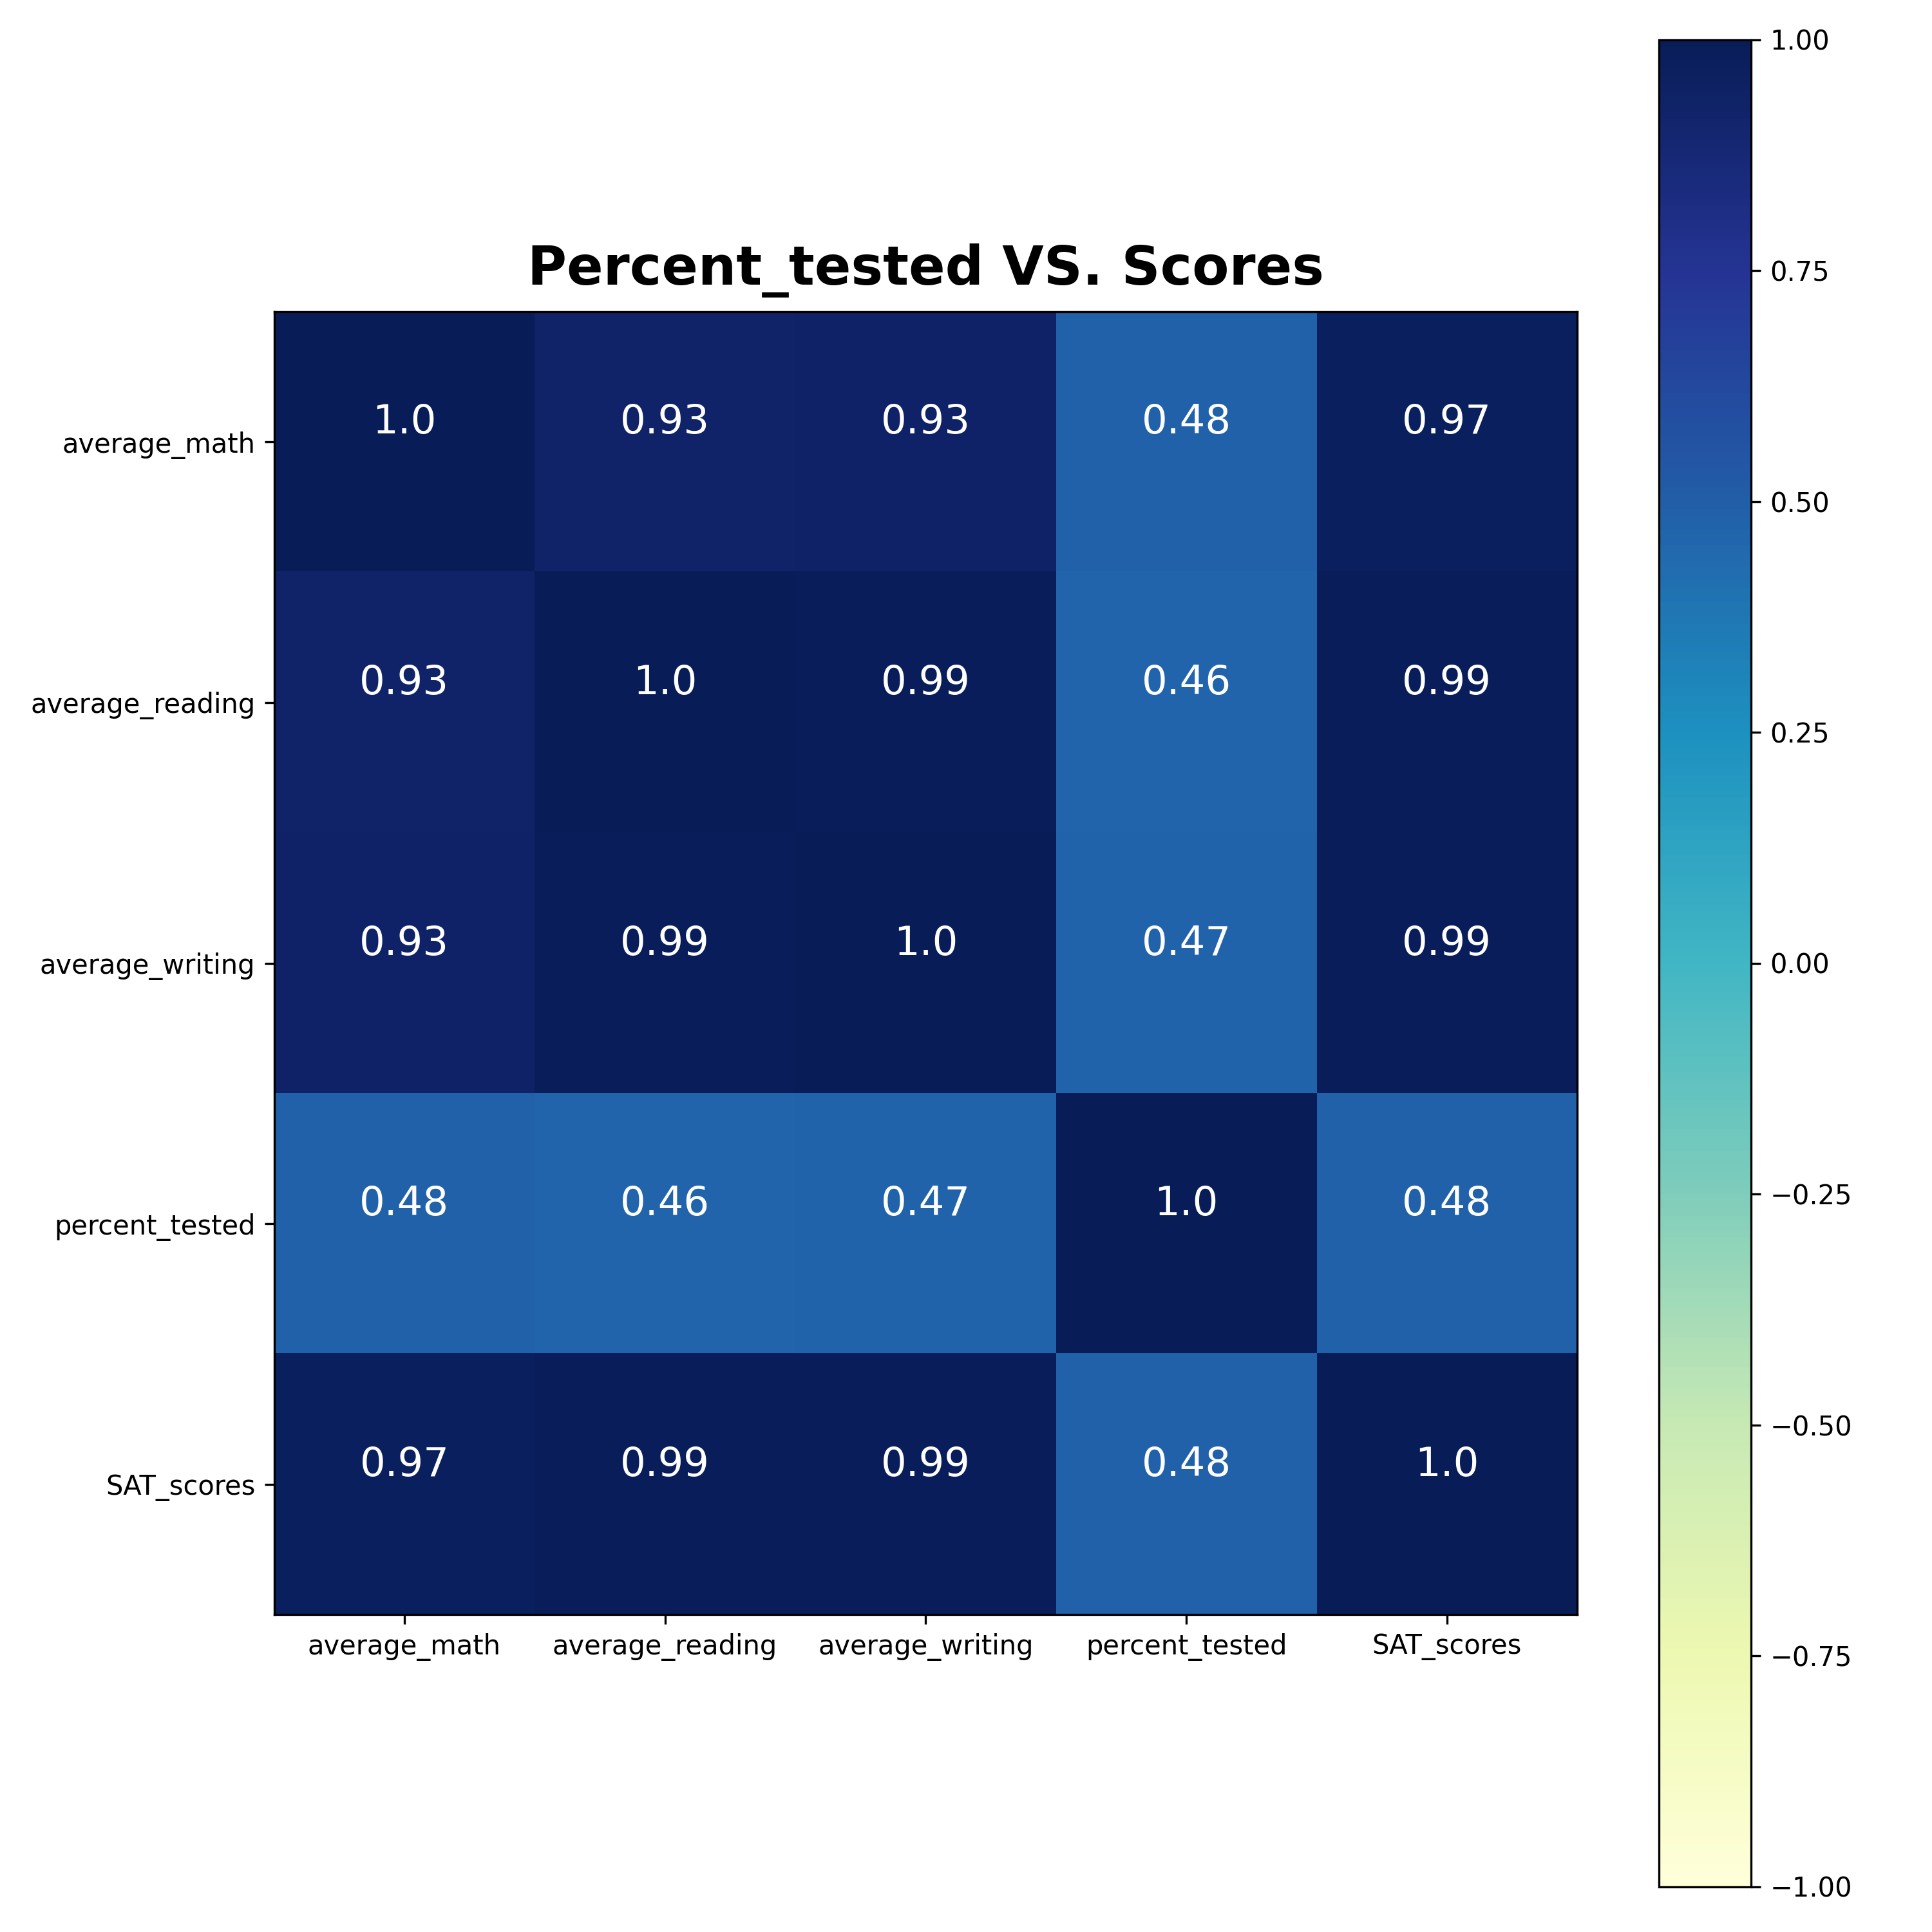 Percent_tested VS. Scores
average_math 1.0 0.93 0.93 0.48 0.97
average_reading 0.93 1.0 0.99 0.46 0.99
average_writing 0.93 0.99 1.0 0.47 0.99
percent_tested 0.48 0.46 0.47 1.0 0.48
SAT_scores 0.97 0.99 0.99 0.48 1.0
average_math average_reading average_writing percent_tested SAT_scores
1.00
0.75
0.50
0.25
0.00
−0.25
−0.50
−0.75
−1.00